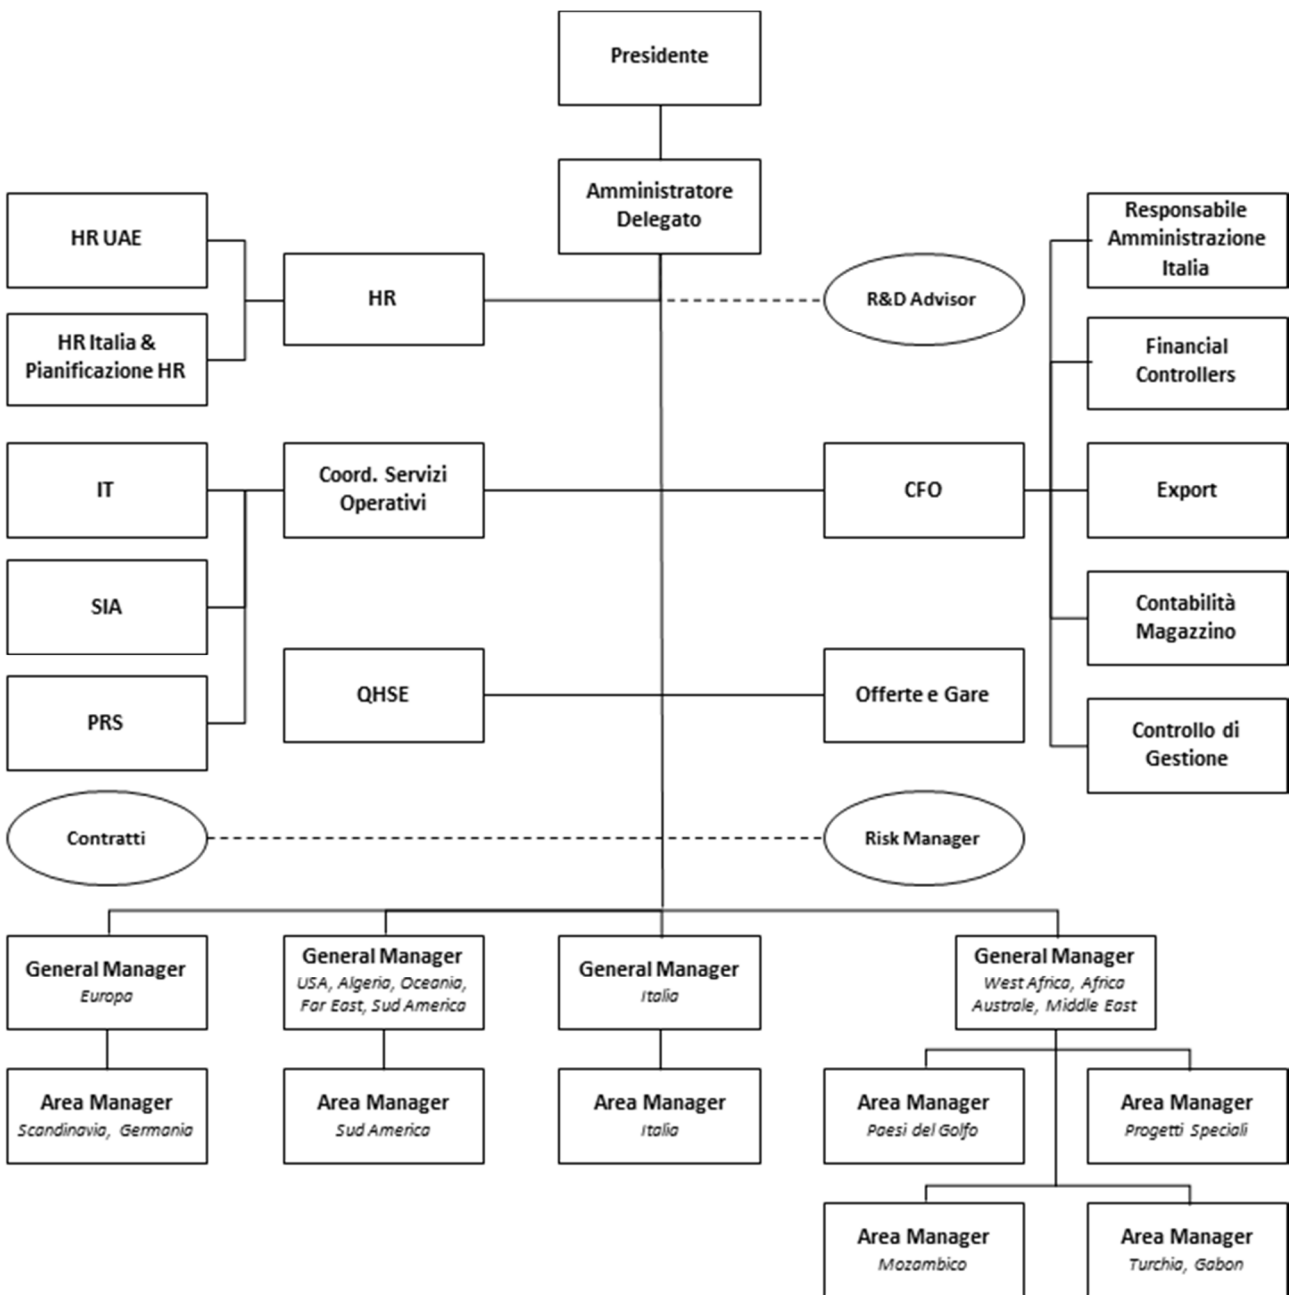 Presidente
Amministratore
Delegato
HR UAE
HR
HR Italia &
Pianificazione HR
R&D Advisor
Responsabile
Amministrazione
Italia
Financial
Controllers
IT
Coord. Servizi
Operativi
CFO
Export
SIA
Contabilità
Magazzino
PRS
QHSE
Offerte e Gare
Controllo di
Gestione
Contratti
Risk Manager
General Manager
Europa
General Manager
USA, Algeria, Oceania,
Far East, Sud America
General Manager
Italia
General Manager
West Africa, Africa
Australe, Middle East
Area Manager
Scandinavia, Germania
Area Manager
Sud America
Area Manager
Italia
Area Manager
Paesi del Golfo
Area Manager
Progetti Speciali
Area Manager
Mozambico
Area Manager
Turchia, Gabon